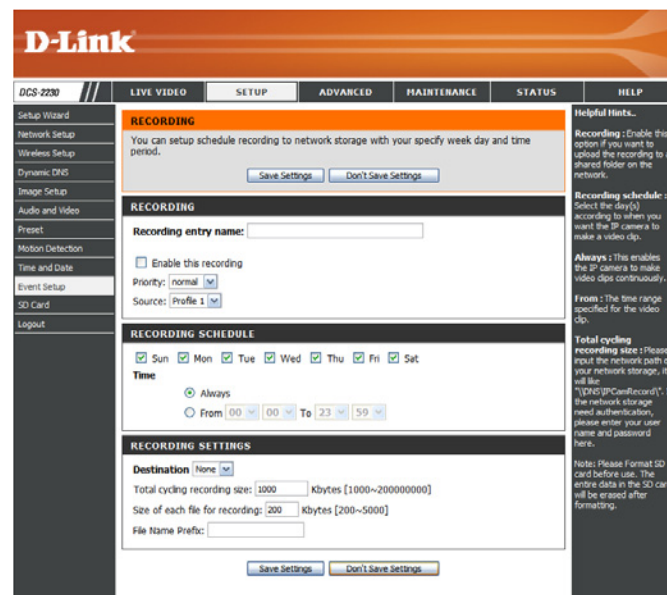 D-Link
DCS-2230
LIVE VIDEO
SETUP
ADVANCED
MAINTENANCE
STATUS
HELP
Setup Wizard
Network Setup
Wireless Setup
Dynamic DNS
Image Setup
Audio and Video
Preset
Motion Detection
Time and Date
Event Setup
SD Card
Logout
RECORDING
You can setup schedule recording to network storage with your specify week day and time
period.
Save Settings Don't Save Settings
RECORDING
Recording entry name:
Enable this recording
Priority: normal
Source: Profile 1
RECORDING SCHEDULE
Sun Mon Tue Wed Thu Fri Sat
Time
Always
From 00 00 To 23 59
RECORDING SETTINGS
Destination None
Total cycling recording size: 1000 Kbytes [1000~200000000]
Size of each file for recording: 200 Kbytes [200~5000]
File Name Prefix:
Save Settings Don't Save Settings
Helpful Hints..
Recording : Enable this
option if you want to
upload the recording to a
shared folder on the
network.
Recording schedule :
Select the day(s)
according to when you
want the IP camera to
make a video clip.
Always : This enables
the IP camera to make
video clips continuously.
From : The time range
specified for the video
clip.
Total cycling
recording size : Please
input the network path o
your network storage, it
will like
"\\DNS\IPCamRecord\".
the network storage
need authentication,
please enter your user
name and password
here.
Note: Please Format SD
card before use. The
entire data in the SD car
will be erased after
formatting.